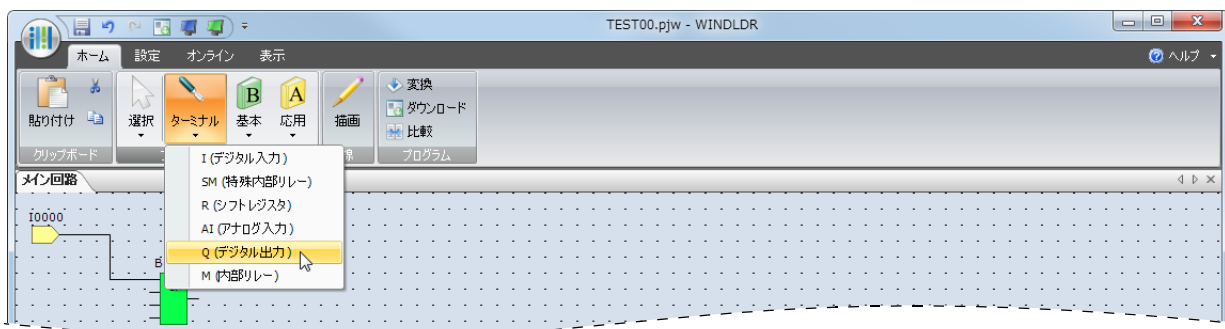 TEST00.pjw - WINDLDR
ホーム 設定 オンライン 表示 ヘルプ
貼り付け 選択 ターミナル B 基本 A 応用 描画 変換
ダウンロード
比較
クリップボード プログラム
メイン回路
I (デジタル入力)
SM (特殊内部リレー)
R (シフトレジスタ)
AI (アナログ入力)
Q (デジタル出力)
M (内部リレー)
I0000
B